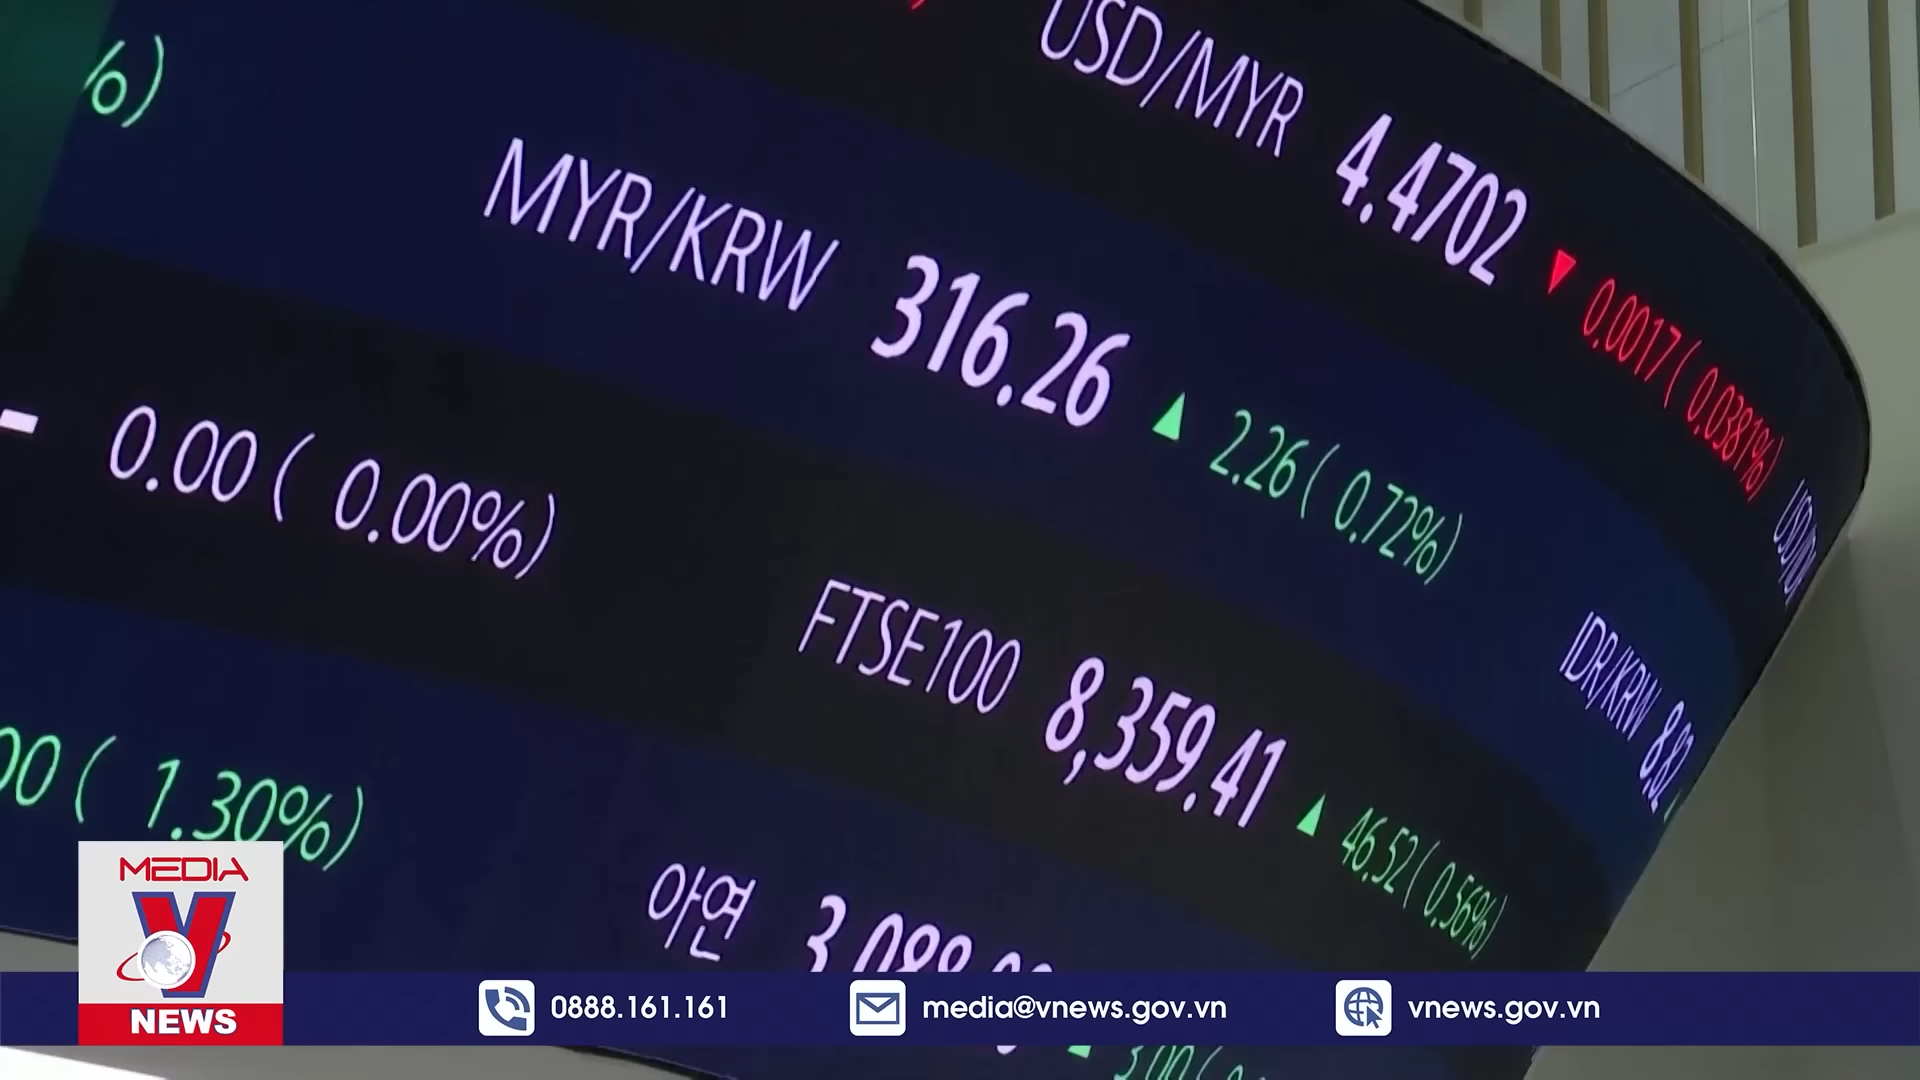 %)
USD/MYR 4.4702 ▼ 0.0017 ( 0.0381%)
MYR/KRW 316.26 ▲ 2.26 ( 0.72%)
IDR/KRW 8.82
- 0.00 ( 0.00%)
FTSE100 8,359.41 ▲ 46.52 ( 0.56%)
00 ( 1.30%)
아연
MEDIA
NEWS
0888.161.161
media@vnews.gov.vn
vnews.gov.vn